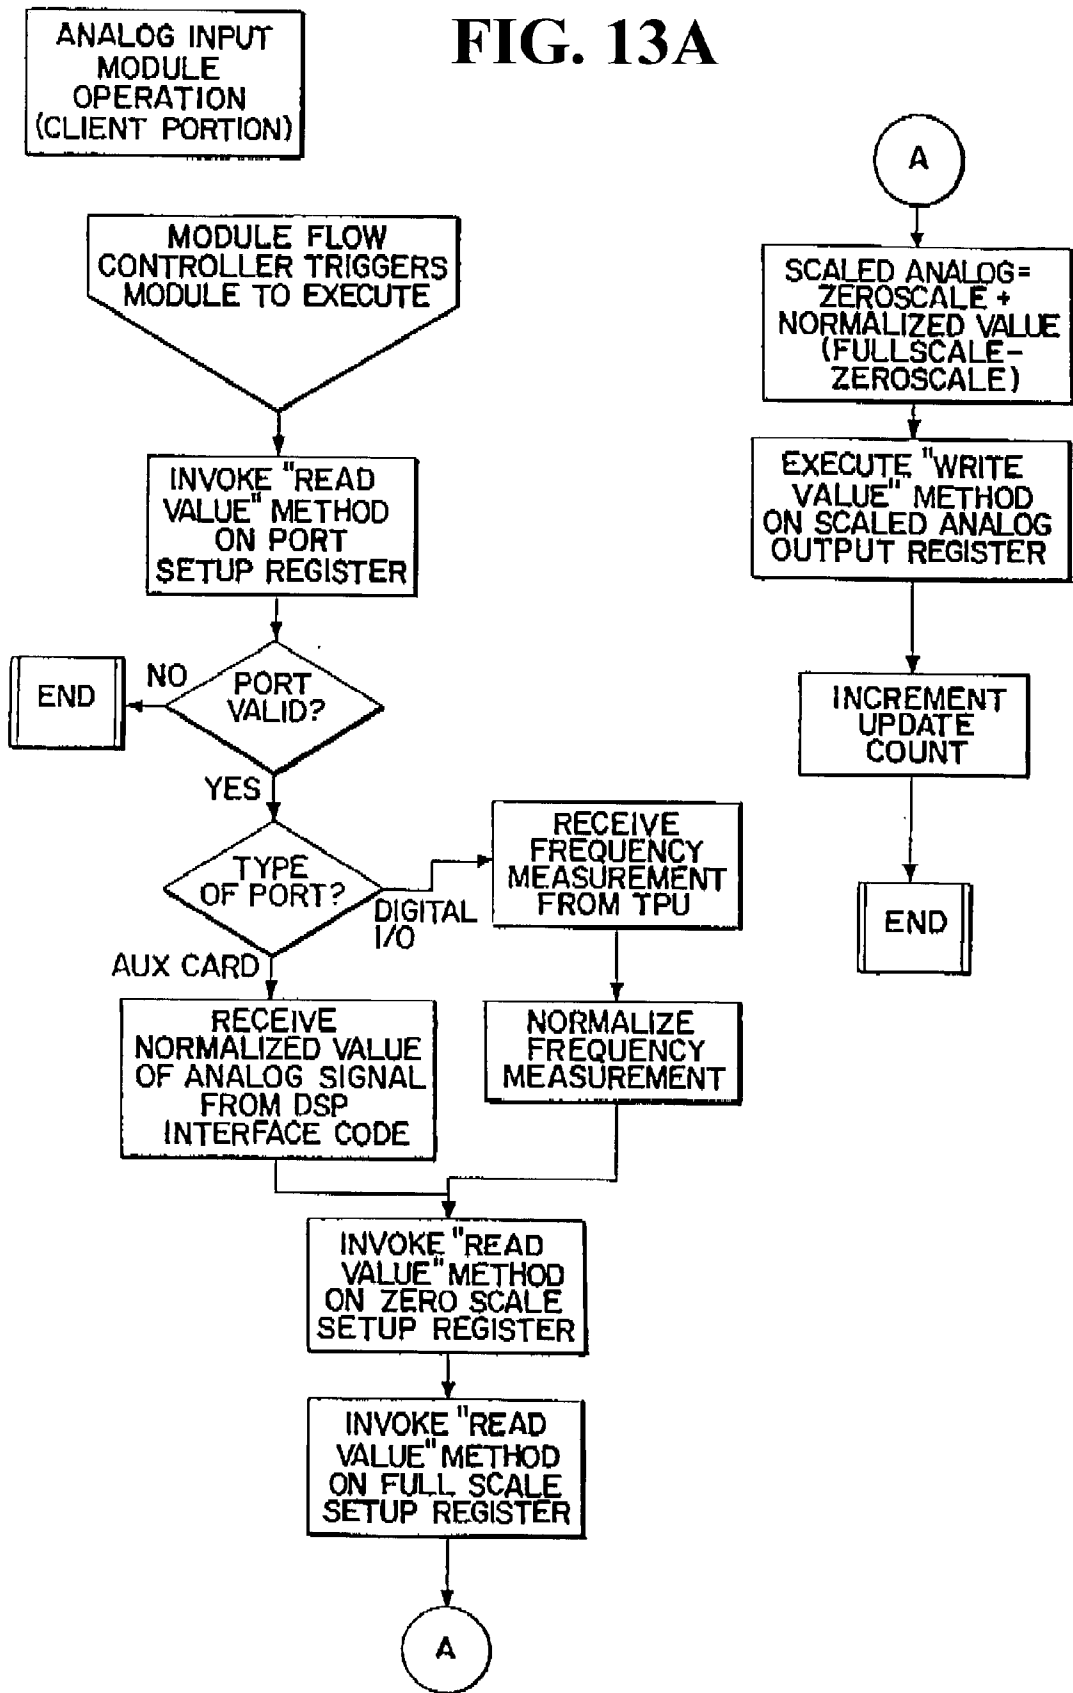 FIG. 13A
ANALOG INPUT
MODULE
OPERATION
(CLIENT PORTION)
MODULE FLOW
CONTROLLER TRIGGERS
MODULE TO EXECUTE
INVOKE "READ
VALUE" METHOD
ON PORT
SETUP REGISTER
PORT
VALID?
NO
END
YES
TYPE
OF PORT?
DIGITAL
I/O
RECEIVE
FREQUENCY
MEASUREMENT
FROM TPU
NORMALIZE
FREQUENCY
MEASUREMENT
AUX CARD
RECEIVE
NORMALIZED VALUE
OF ANALOG SIGNAL
FROM DSP
INTERFACE CODE
INVOKE "READ
VALUE" METHOD
ON ZERO SCALE
SETUP REGISTER
INVOKE "READ
VALUE" METHOD
ON FULL SCALE
SETUP REGISTER
A
A
SCALED ANALOG=
ZEROSCALE +
NORMALIZED VALUE
(FULLSCALE-
ZEROSCALE)
EXECUTE "WRITE
VALUE" METHOD
ON SCALED ANALOG
OUTPUT REGISTER
INCREMENT
UPDATE
COUNT
END